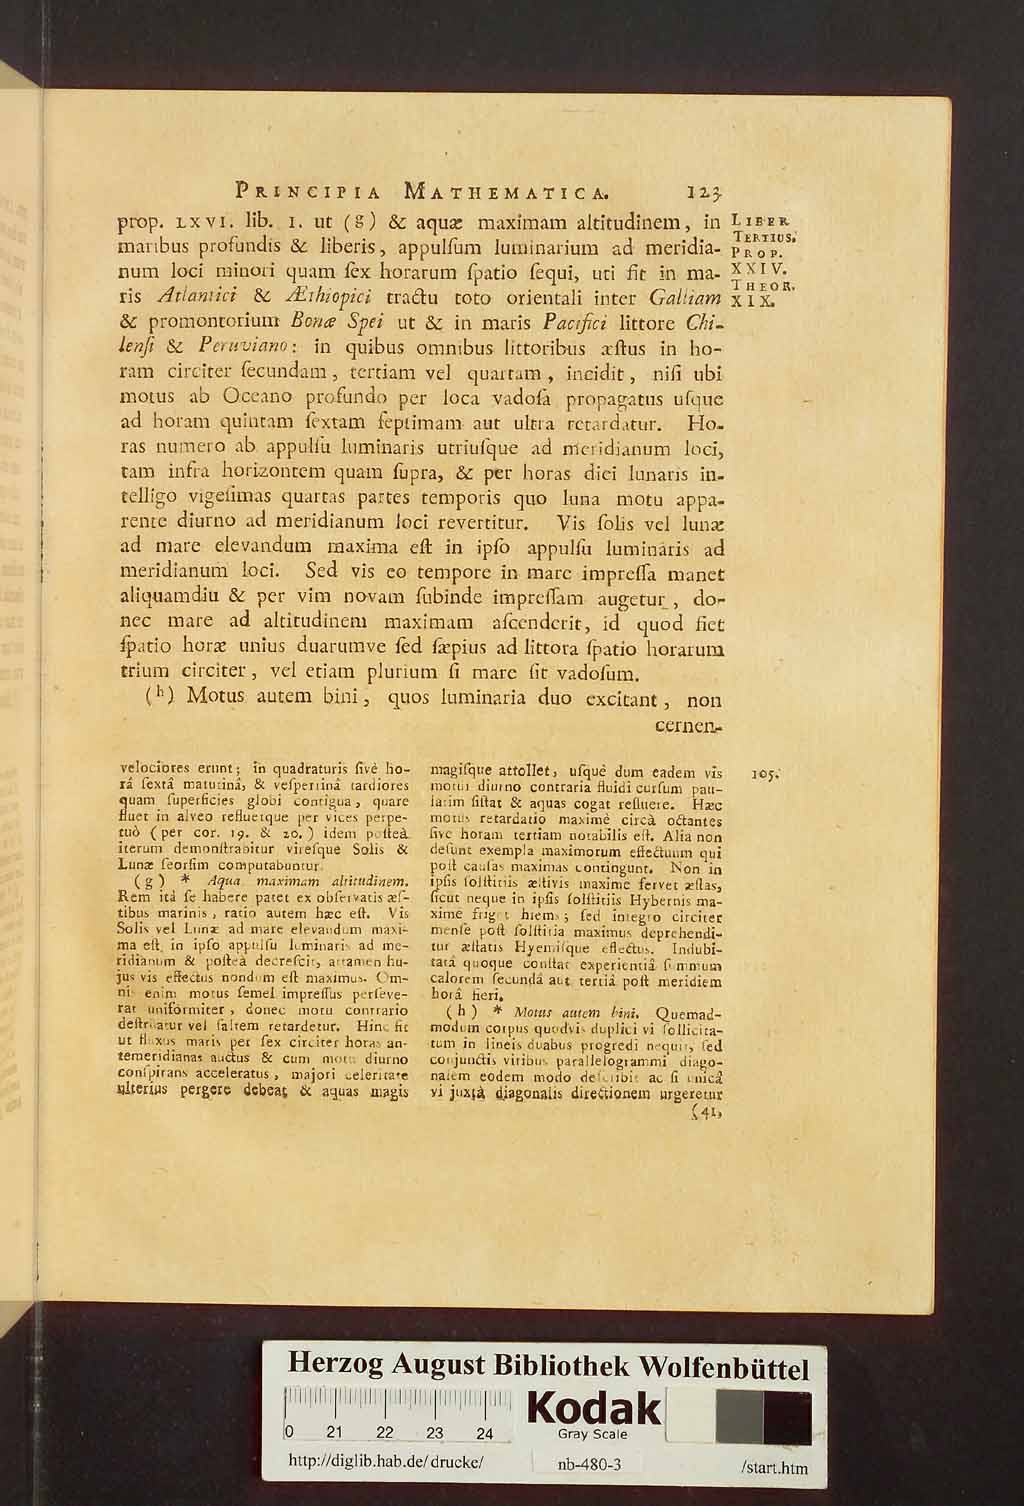 PRINCIPIA MATHEMATICA. 123
prop. LXVI. lib. I. ut (g) & aquæ maximam altitudinem, in
maribus profundis & liberis, appulſum luminarium ad meridia-
num loci minori quam ſex horarum ſpatio ſequi, uti fit in ma-
ris Atlantici & Æthiopici tractu toto orientali inter Galliam
& promontorium Bonæ Spei ut & in maris Pacifici littore Chi-
lenſi & Peruviano: in quibus omnibus littoribus æſtus in ho-
ram circiter ſecundam, tertiam vel quartam, incidit, niſi ubi
motus ab Oceano profundo per loca vadoſa propagatus uſque
ad horam quintam ſextam ſeptimam aut ultra retardatur. Ho-
ras numero ab appulſu luminaris utriuſque ad meridianum loci,
tam infra horizontem quam ſupra, & per horas diei lunaris in-
telligo vigeſimas quartas partes temporis quo luna motu appa-
rente diurno ad meridianum loci revertitur. Vis ſolis vel lunæ
ad mare elevandum maxima eſt in ipſo appulſu luminaris ad
meridianum loci. Sed vis eo tempore in mare impreſſa manet
aliquamdiu & per vim novam ſubinde impreſſam augetur, do-
nec mare ad altitudinem maximam aſcenderit, id quod fiet
ſpatio horæ unius duarumve ſed ſæpius ad littora ſpatio horarum
trium circiter, vel etiam plurium ſi mare ſit vadoſum.
(h) Motus autem bini, quos luminaria duo excitant, non
cernen-
LIBER
TERTIUS.
PROP.
XXIV.
THEOR.
XIX.
velociores erunt; in quadraturis ſivè ho-
râ ſextâ matutinâ, & veſpertinâ tardiores
quam ſuperficies globi contigua, quare
fluet in alveo refluetque per vices perpe-
tuò (per cor. 19. & 20.) idem poſteà
iterum demonſtrabitur vireſque Solis &
Lunæ ſeorſim computabuntur.
(g) * Aqua maximam altitudinem.
Rem ità ſe habere patet ex obſervatis æſ-
tibus marinis, ratio autem hæc eſt. Vis
Solis vel Lunæ ad mare elevandum maxi-
ma eſt in ipſo appulſu luminaris ad me-
ridianum & poſteà decreſcit, attamen hu-
jus vis effectus nondum eſt maximus. Om-
nis enim motus ſemel impreſſus perſeve-
rat uniformiter, donec motu contrario
deſtruatur vel ſaltem retardetur. Hinc fit
ut fluxus maris per ſex circiter horas an-
temeridianas auctus & cum motu diurno
conſpirans acceleratus, majori celeritate
ulterius pergere debeat & aquas magis
magiſque attollet, uſquè dum eadem vis
motui diurno contraria fluidi curſum pau-
latim ſiſtat & aquas cogat refluere. Hæc
motûs retardatio maximè circà octantes
ſive horam tertiam notabilis eſt. Alia non
deſunt exempla maximorum effectuum qui
poſt cauſas maximas contingunt. Non in
ipſis ſolſtitiis æſtivis maxime fervet æſtas,
ſicut neque in ipſis ſolſtitiis Hybernis ma-
ximè friget hiems; ſed integro circiter
menſe poſt ſolſtitia maximus deprehendi-
tur æſtatis Hyemiſque effectus. Indubi-
tatâ quoque conſtat experientiâ ſummum
calorem ſecundâ aut tertiâ poſt meridiem
horâ fieri.
(h) * Motus autem bini. Quemad-
modum corpus quodvis duplici vi ſollicita-
tum in lineis duabus progredi nequit, ſed
conjunctis viribus parallelogrammi diago-
nalem eodem modo deſcribit ac ſi unicâ
vi juxtà diagonalis directionem urgeretur
(41,
105.
Herzog August Bibliothek Wolfenbüttel
0 21 22 23 24
Kodak
Gray Scale
http://diglib.hab.de/drucke/ nb-480-3 /start.htm